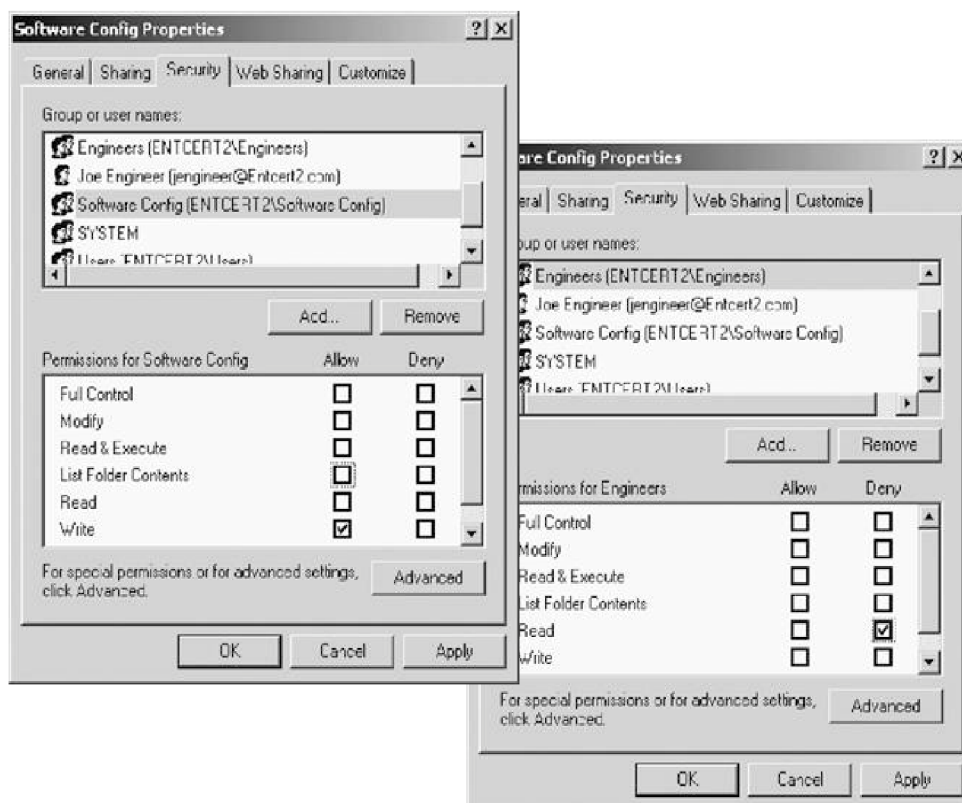 Software Config Properties
General Sharing Security Web Sharing Customize
Group or user names:
Engineers (ENTCERT2\Engineers)
Joe Engineer (jengineer@Entcert2.com)
Software Config (ENTCERT2\Software Config)
SYSTEM
Users (ENTCERT2\Users)
Add... Remove
Permissions for Software Config Allow Deny
Full Control
Modify
Read & Execute
List Folder Contents
Read
Write
For special permissions or for advanced settings,
click Advanced.
Advanced
OK Cancel Apply
are Config Properties
eral Sharing Security Web Sharing Customize
oup or user names:
Engineers (ENTCERT2\Engineers)
Joe Engineer (jengineer@Entcert2.com)
Software Config (ENTCERT2\Software Config)
SYSTEM
Users (ENTCERT2\Users)
Add... Remove
rmissions for Engineers Allow Deny
Full Control
Modify
Read & Execute
List Folder Contents
Read
Write
For special permissions or for advanced settings,
click Advanced.
Advanced
OK Cancel Apply